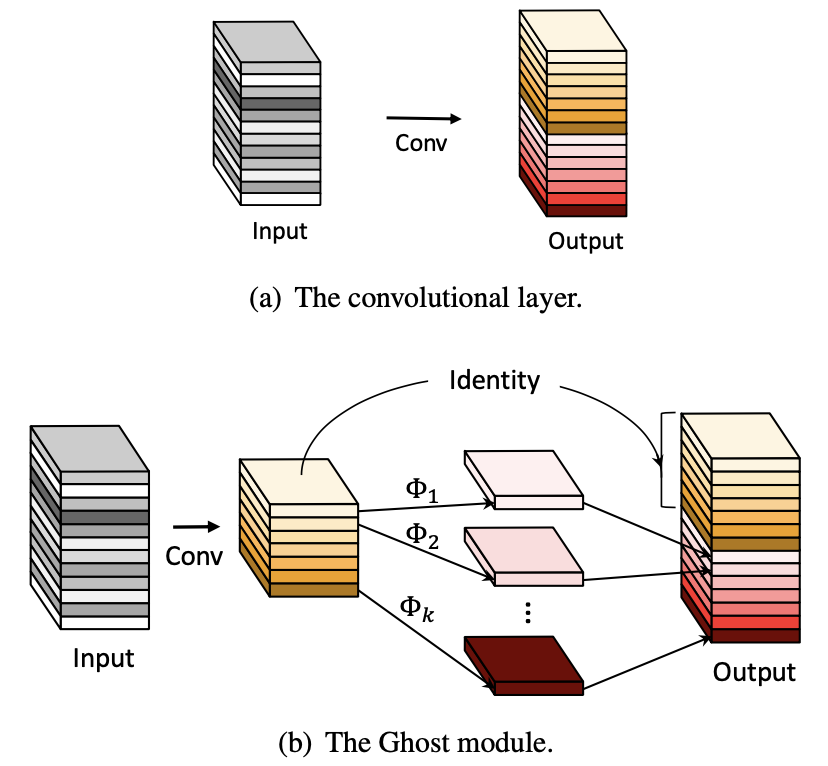 Input
Conv
Output
(a) The convolutional layer.
Identity
Φ1
Φ2
Φk
⋮
Conv
Input
Output
(b) The Ghost module.